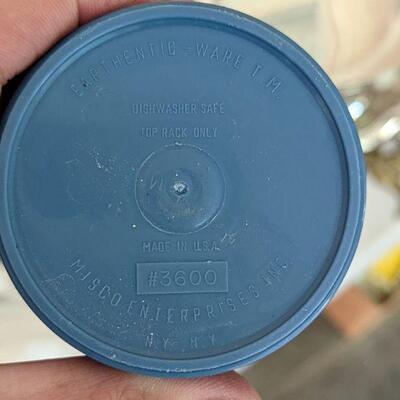 EARTHENTIC-WARE T.M.
DISHWASHER SAFE
TOP RACK ONLY
MADE IN U.S.A.
#3600
MISCO ENTERPRISES INC.
N.Y. N.Y.